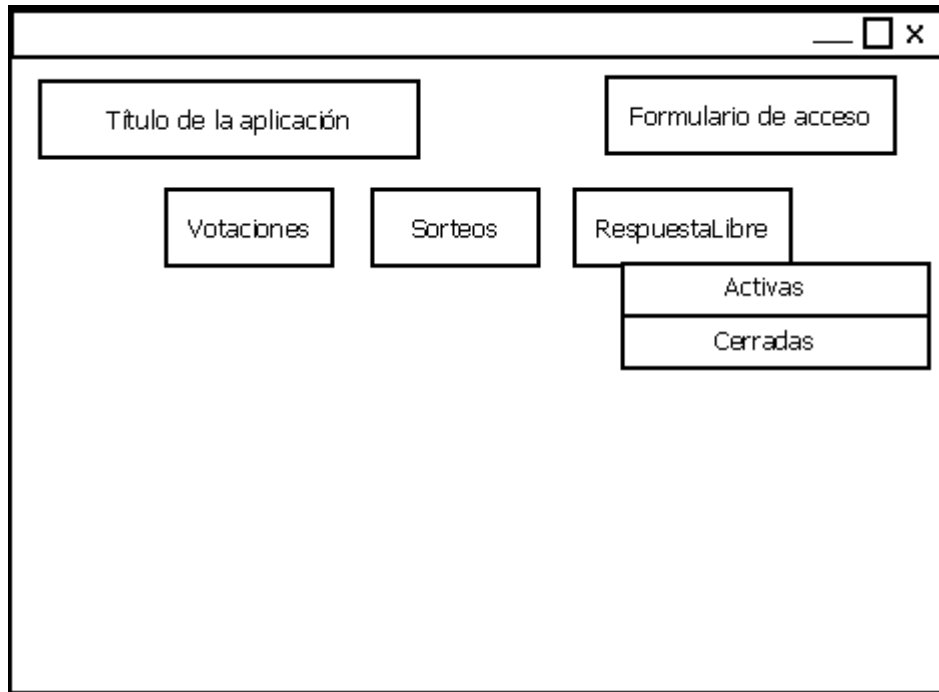 Título de la aplicación
Formulario de acceso
Votaciones
Sorteos
RespuestaLibre
Activas
Cerradas